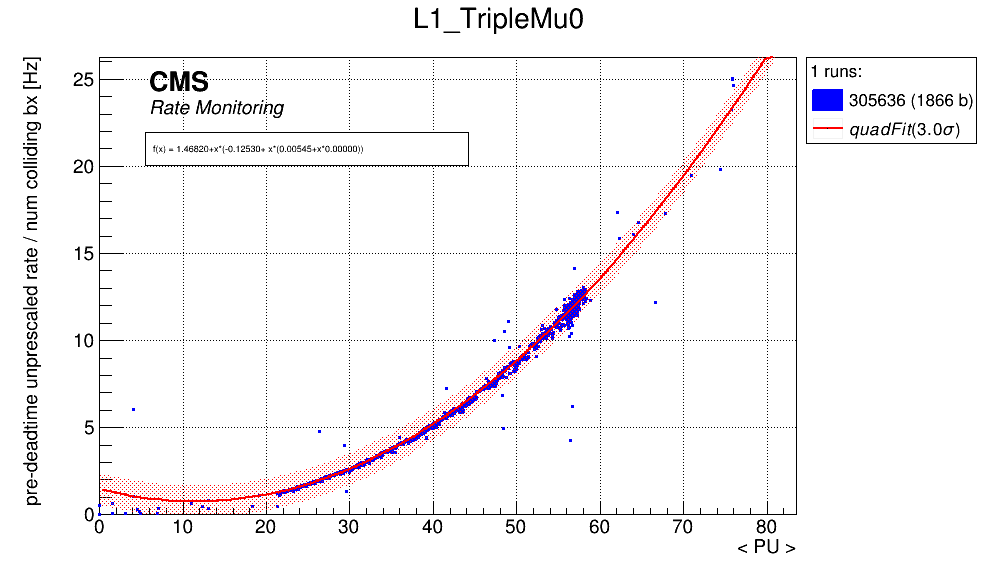 L1_TripleMu0
pre-deadtime unprescaled rate / num colliding bx [Hz]
CMS
Rate Monitoring
f(x) = 1.46820+x*(-0.12530+ x*(0.00545+x*0.00000))
25
20
15
10
5
0
0 10 20 30 40 50 60 70 80
< PU >
1 runs:
305636 (1866 b)
quadFit(3.0σ)